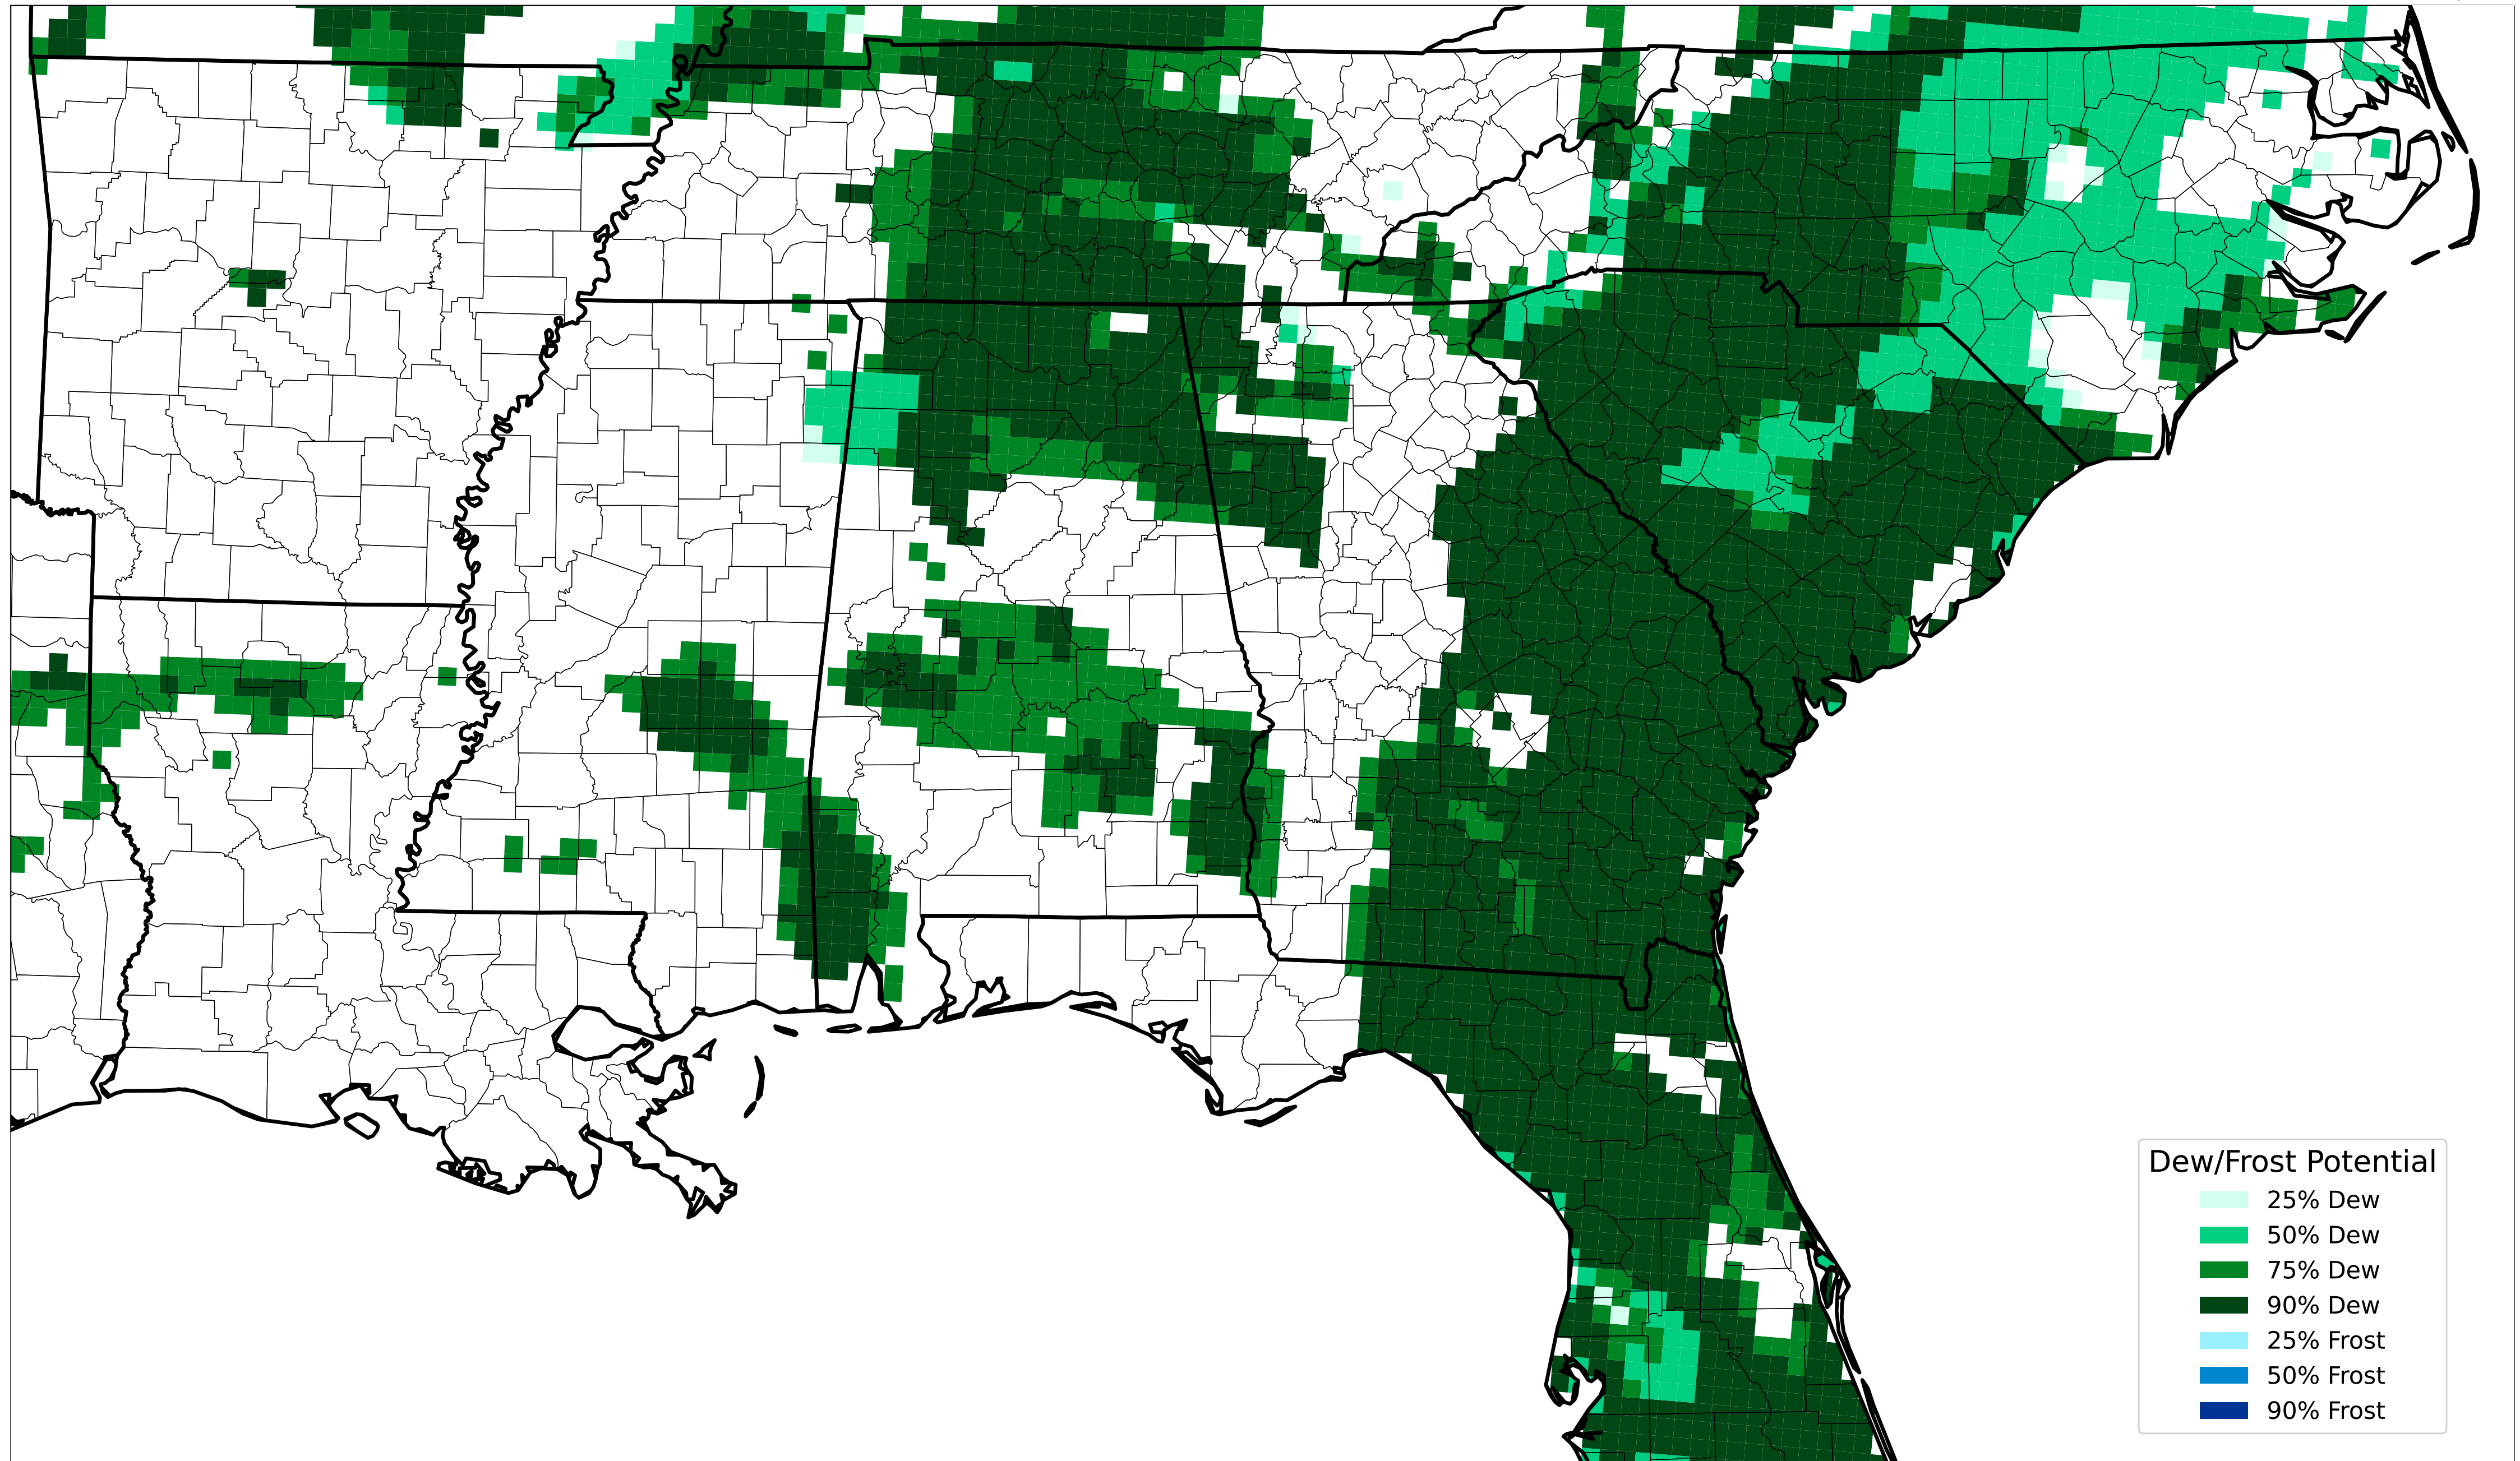 Dew/Frost Potential
25% Dew
50% Dew
75% Dew
90% Dew
25% Frost
50% Frost
90% Frost